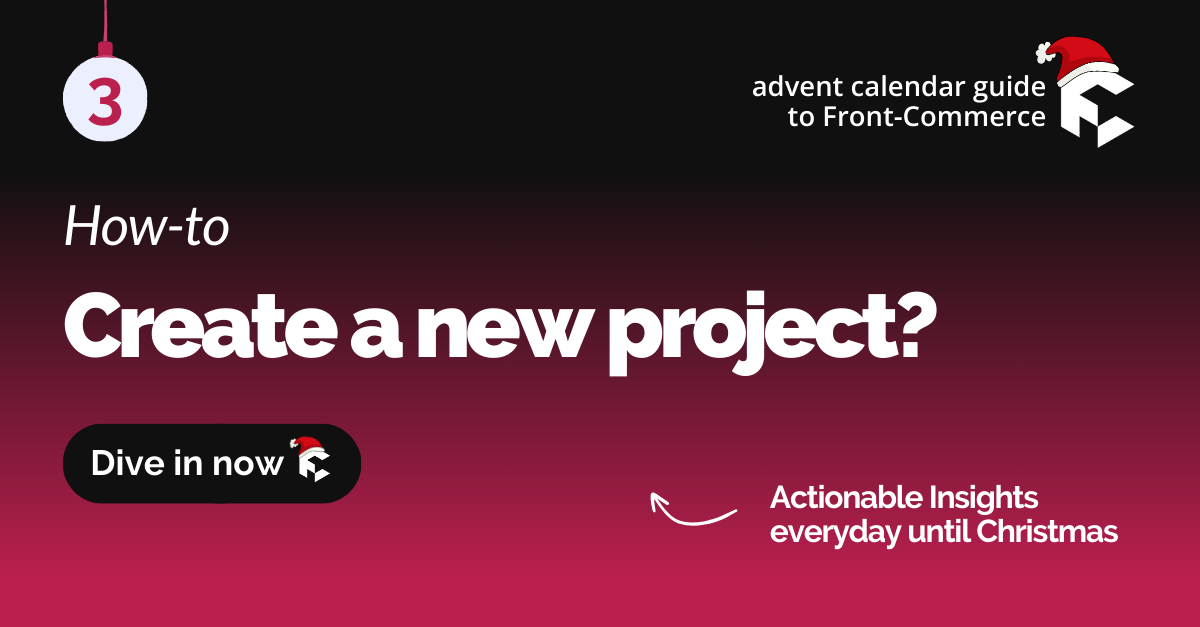 3
advent calendar guide
to Front-Commerce
How-to
Create a new project?
Dive in now
Actionable Insights
everyday until Christmas